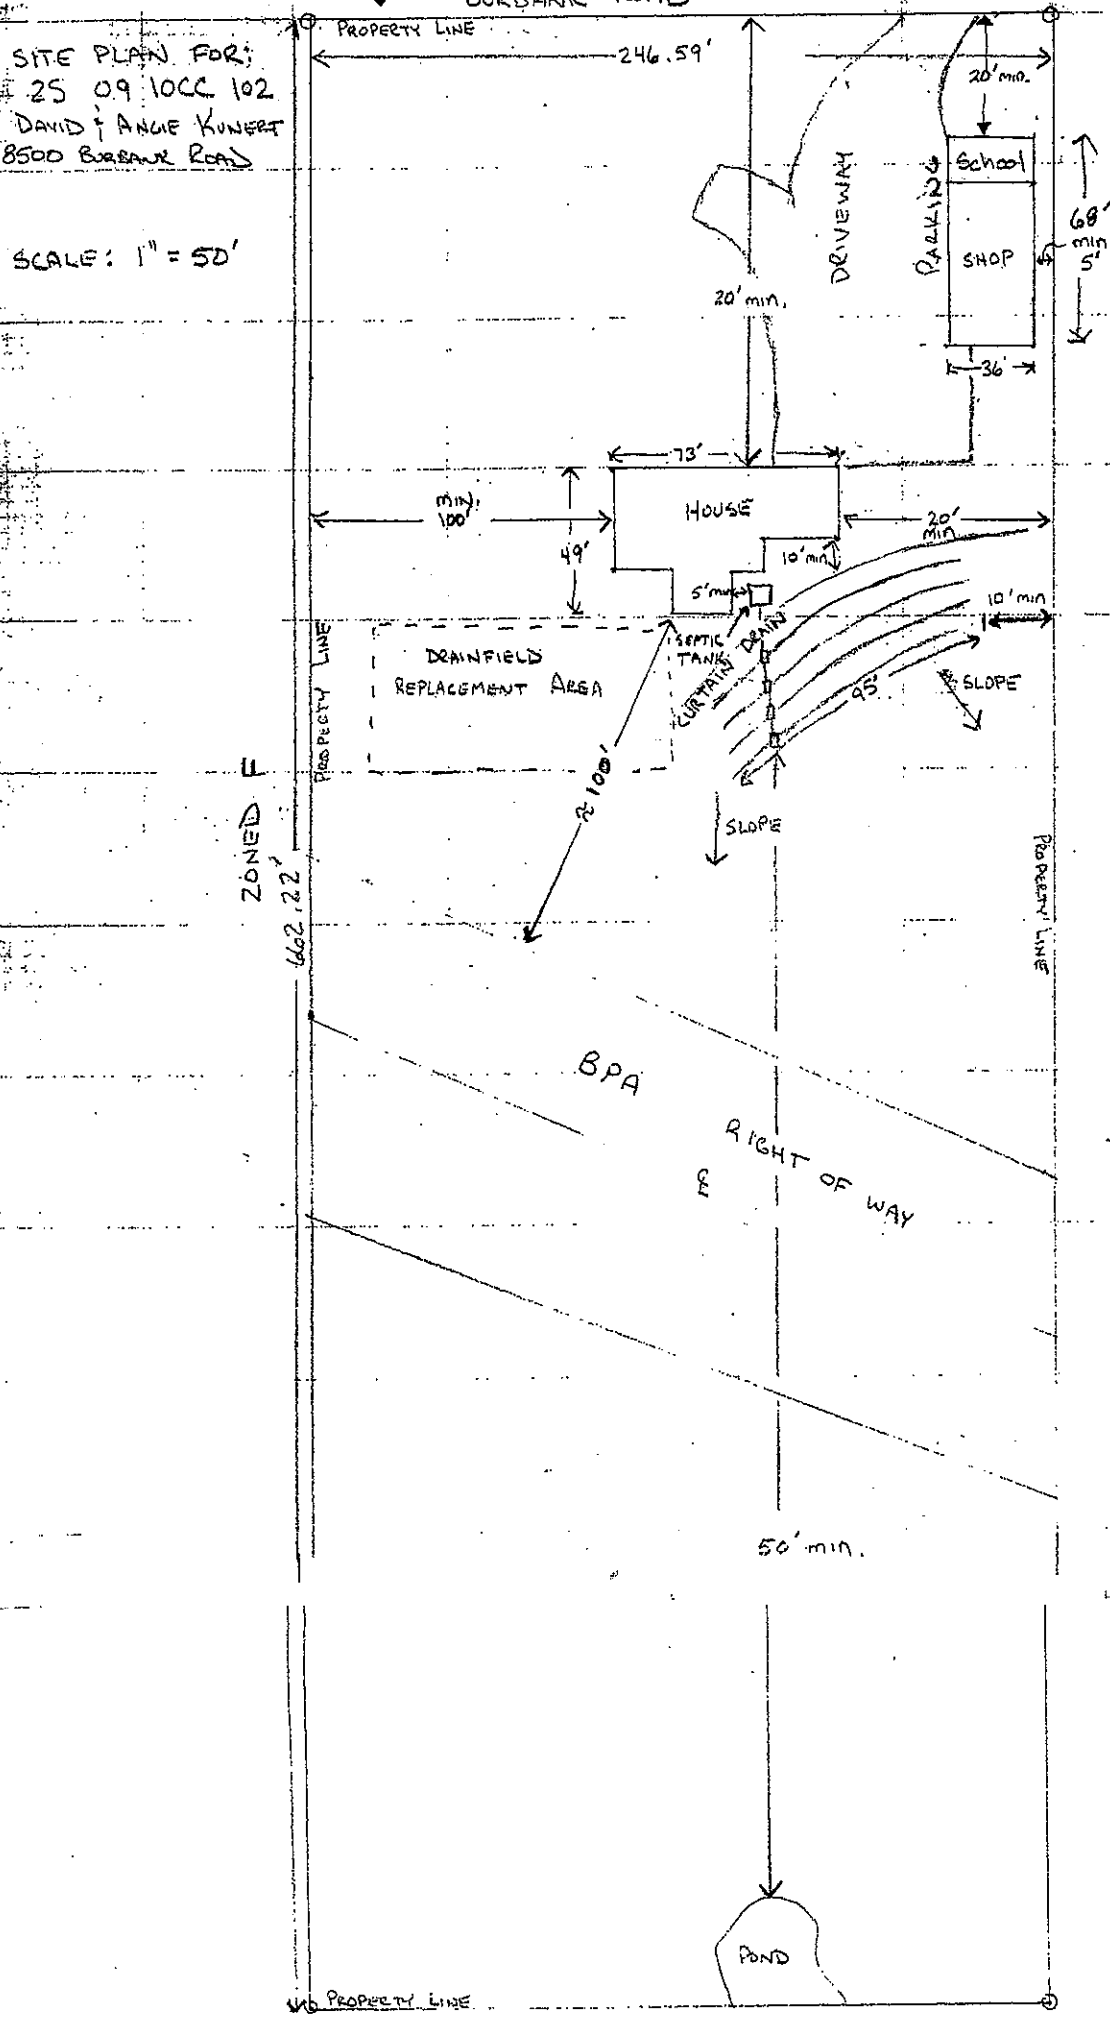 PROPERTY LINE
SITE PLAN FOR:
2S 09 10CC 102
DAVID & ANGIE KUNERT
8500 BURBANK ROAD
SCALE: 1" = 50'
246.59'
20' min.
School
PARKING
DRIVEWAY
SHOP
68'
min
5'
36'
20' min.
73'
HOUSE
MIN.
100'
49'
20'
MIN
10' min
5' min
10' min
SEPTIC
TANK
CURTAIN DRAIN
DRAINFIELD
REPLACEMENT AREA
PROPERTY LINE
95'
SLOPE
≈ 100'
SLOPE
ZONED F
662.22'
PROPERTY LINE
BPA
RIGHT OF WAY
50' min.
POND
PROPERTY LINE